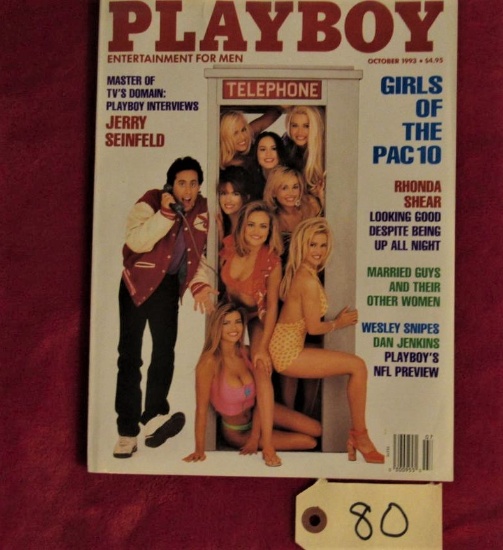 PLAYBOY
ENTERTAINMENT FOR MEN
OCTOBER 1993 • $4.95
MASTER OF
TV'S DOMAIN:
PLAYBOY INTERVIEWS
JERRY
SEINFELD
TELEPHONE
GIRLS
OF
THE
PAC 10
RHONDA
SHEAR
LOOKING GOOD
DESPITE BEING
UP ALL NIGHT
MARRIED GUYS
AND THEIR
OTHER WOMEN
WESLEY SNIPES
DAN JENKINS
PLAYBOY'S
NFL PREVIEW
80